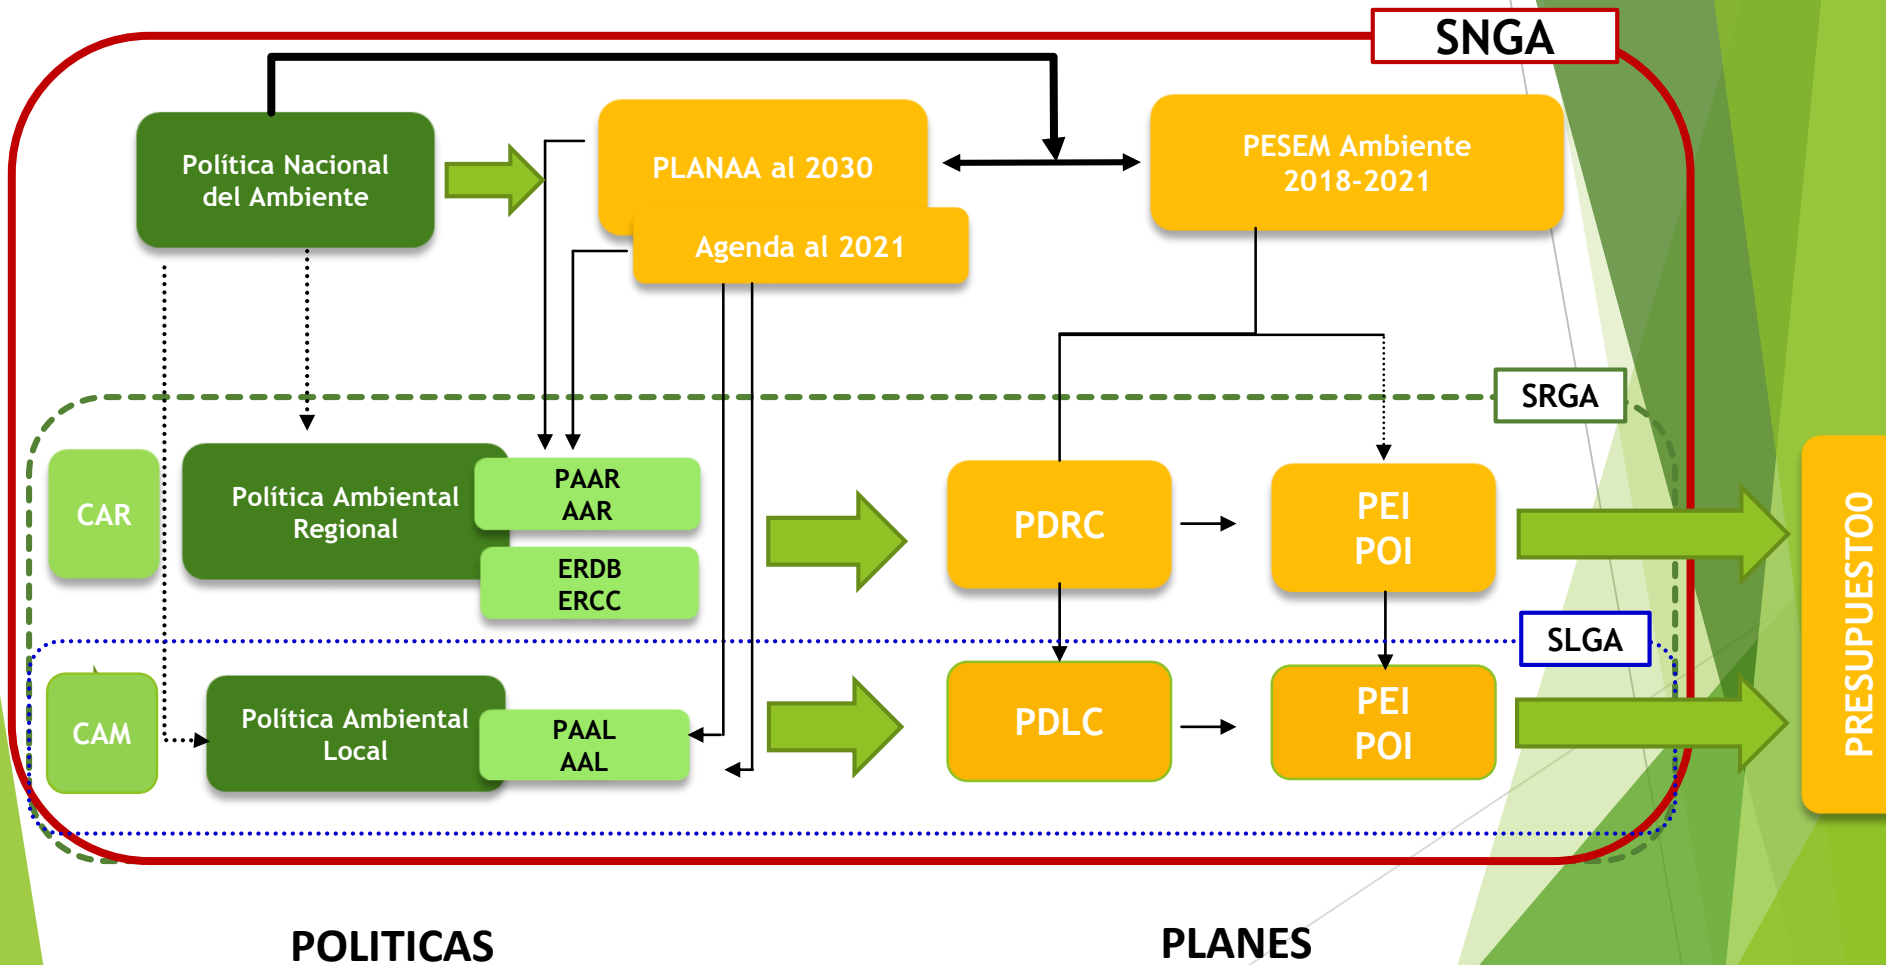 SNGA
Política Nacional
del Ambiente
PLANAA al 2030
Agenda al 2021
PESEM Ambiente
2018-2021
SRGA
CAR
Política Ambiental
Regional
PAAR
AAR
ERDB
ERCC
PDRC
PEI
POI
SLGA
CAM
Política Ambiental
Local
PAAL
AAL
PDLC
PEI
POI
PRESUPUESTO0
POLITICAS
PLANES